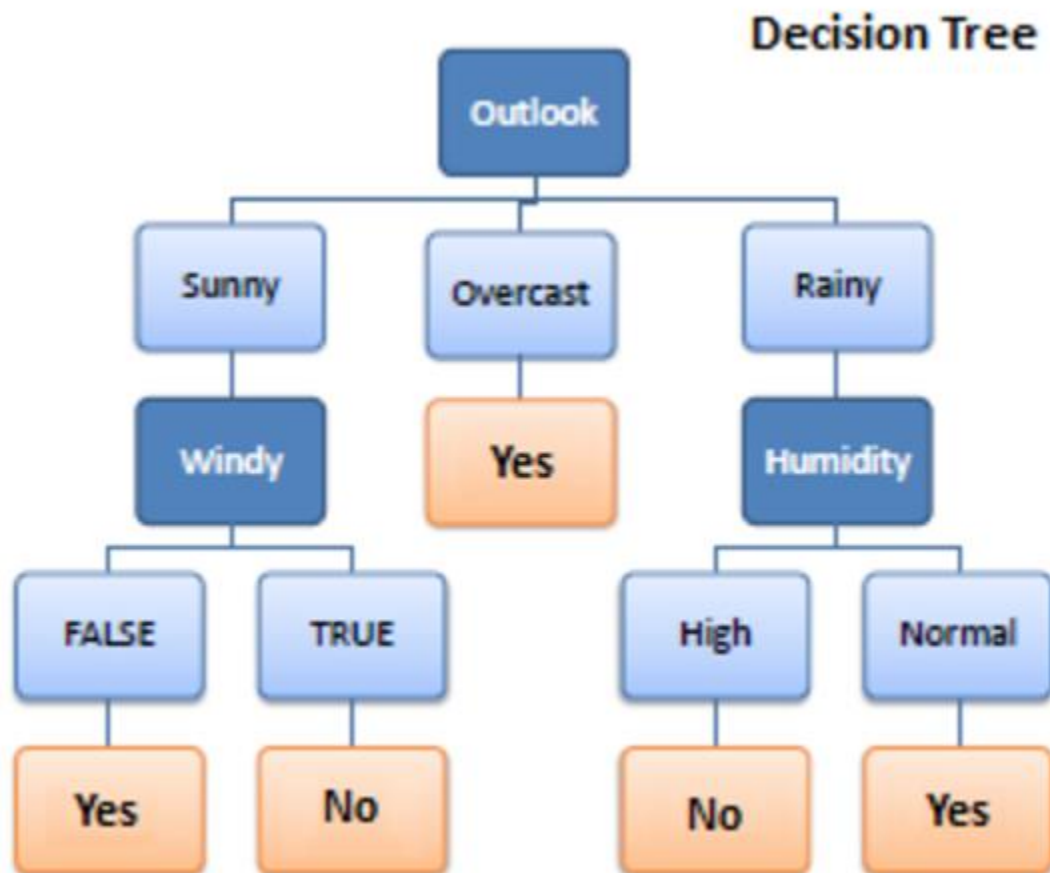 Decision Tree
Outlook
Sunny
Overcast
Rainy
Windy
Yes
Humidity
FALSE
TRUE
High
Normal
Yes
No
No
Yes